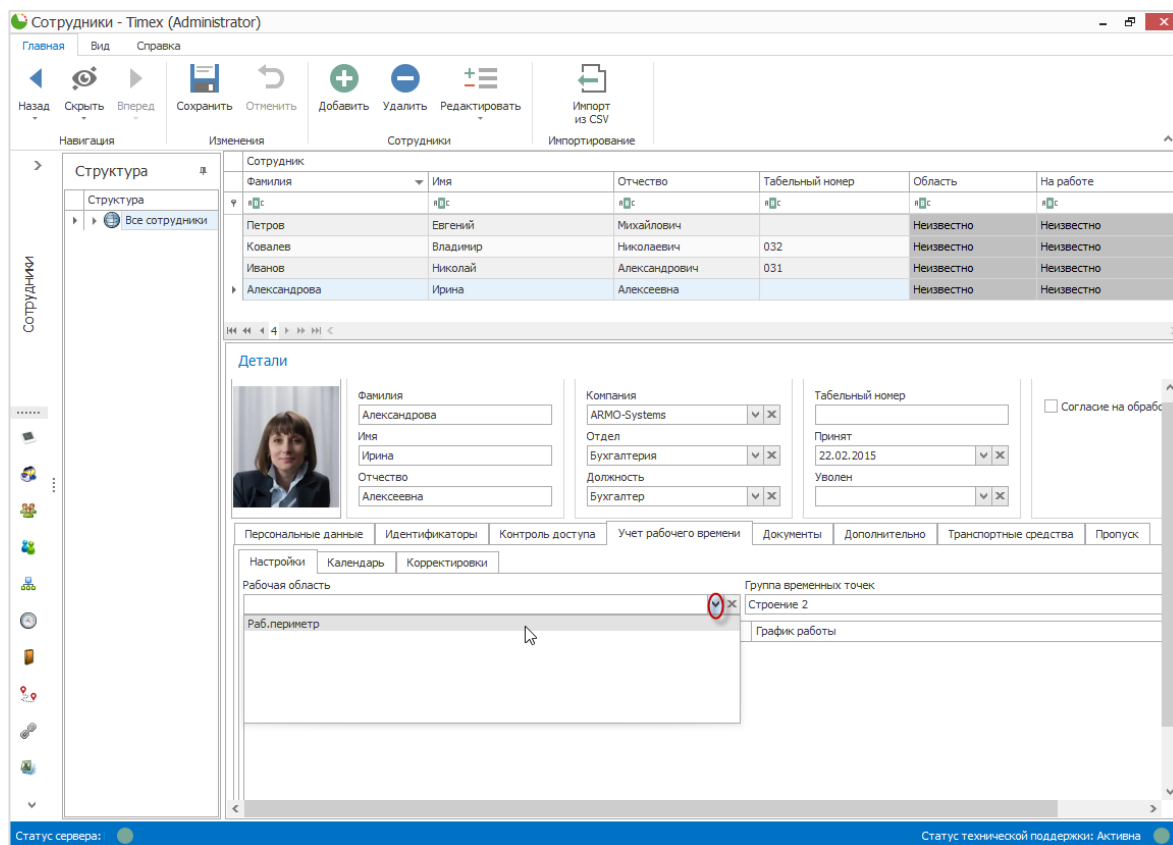 Сотрудники - Timex (Administrator)
Главная Вид Справка
Назад Скрыть Вперед Сохранить Отменить Добавить Удалить Редактировать Импорт из CSV
Навигация Изменения Сотрудники Импортирование
Сотрудники
Структура
Структура
Все сотрудники
Сотрудник
Фамилия Имя Отчество Табельный номер Область На работе
Петров Евгений Михайлович Неизвестно Неизвестно
Ковалев Владимир Николаевич 032 Неизвестно Неизвестно
Иванов Николай Александрович 031 Неизвестно Неизвестно
Александрова Ирина Алексеевна Неизвестно Неизвестно
4
Детали
Фамилия Компания Табельный номер
Александрова ARMO-Systems Согласие на обрабо
Имя Отдел Принят
Ирина Бухгалтерия 22.02.2015
Отчество Должность Уволен
Алексеевна Бухгалтер
Персональные данные Идентификаторы Контроль доступа Учет рабочего времени Документы Дополнительно Транспортные средства Пропуск
Настройки Календарь Корректировки
Рабочая область Группа временных точек
Строение 2
Раб.периметр График работы
Статус сервера: Статус технической поддержки: Активна